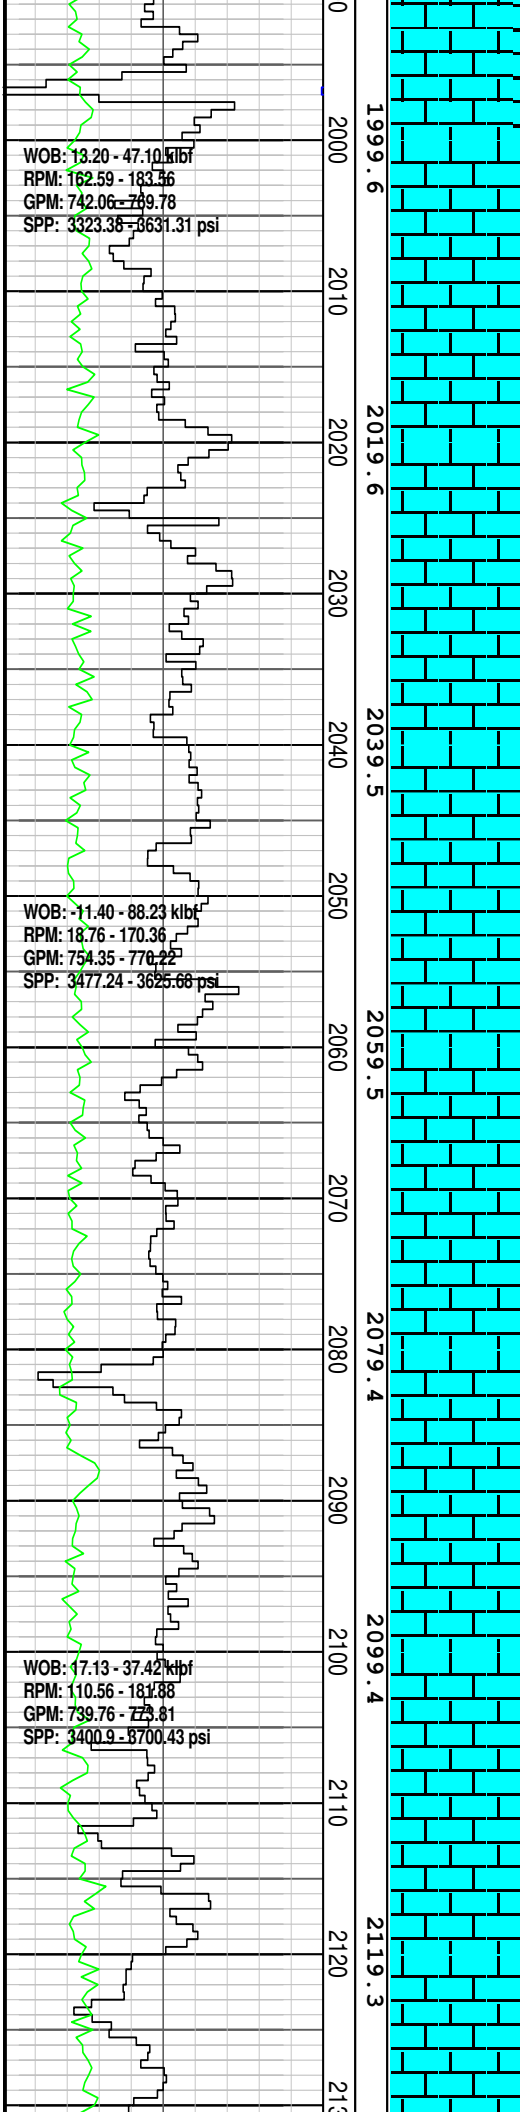 0
1999.6
2000
WOB: 13.20 - 47.10 klbf
RPM: 162.59 - 183.56
GPM: 742.06 - 769.78
SPP: 3323.38 - 3631.31 psi
2010
2019.6
2020
2030
2039.5
2040
2050
WOB: -11.40 - 88.23 klbf
RPM: 18.76 - 170.36
GPM: 754.35 - 770.22
SPP: 3477.24 - 3625.68 psi
2059.5
2060
2070
2079.4
2080
2090
2099.4
2100
WOB: 17.13 - 37.42 klbf
RPM: 110.56 - 181.88
GPM: 739.76 - 773.81
SPP: 3400.9 - 3700.43 psi
2110
2119.3
2120
213